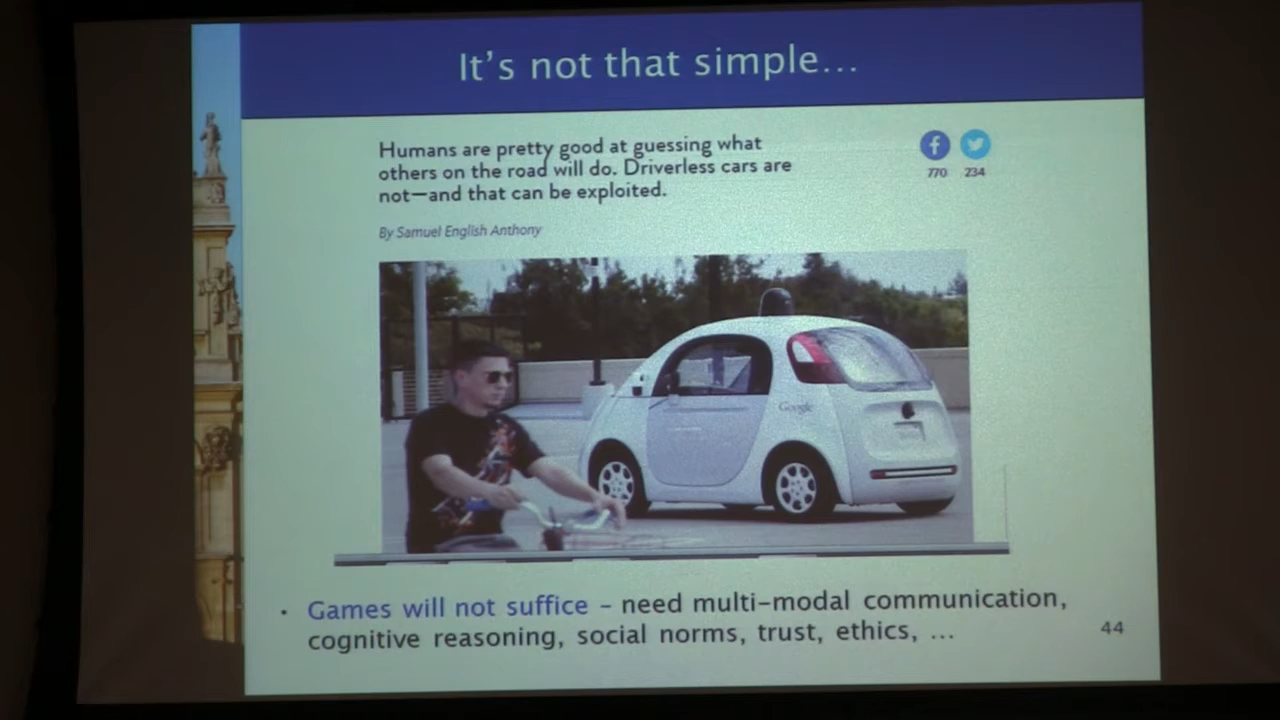 It's not that simple...
Humans are pretty good at guessing what
others on the road will do. Driverless cars are
not—and that can be exploited.
770 234
By Samuel English Anthony
Google
• Games will not suffice – need multi-modal communication,
cognitive reasoning, social norms, trust, ethics, ...
44